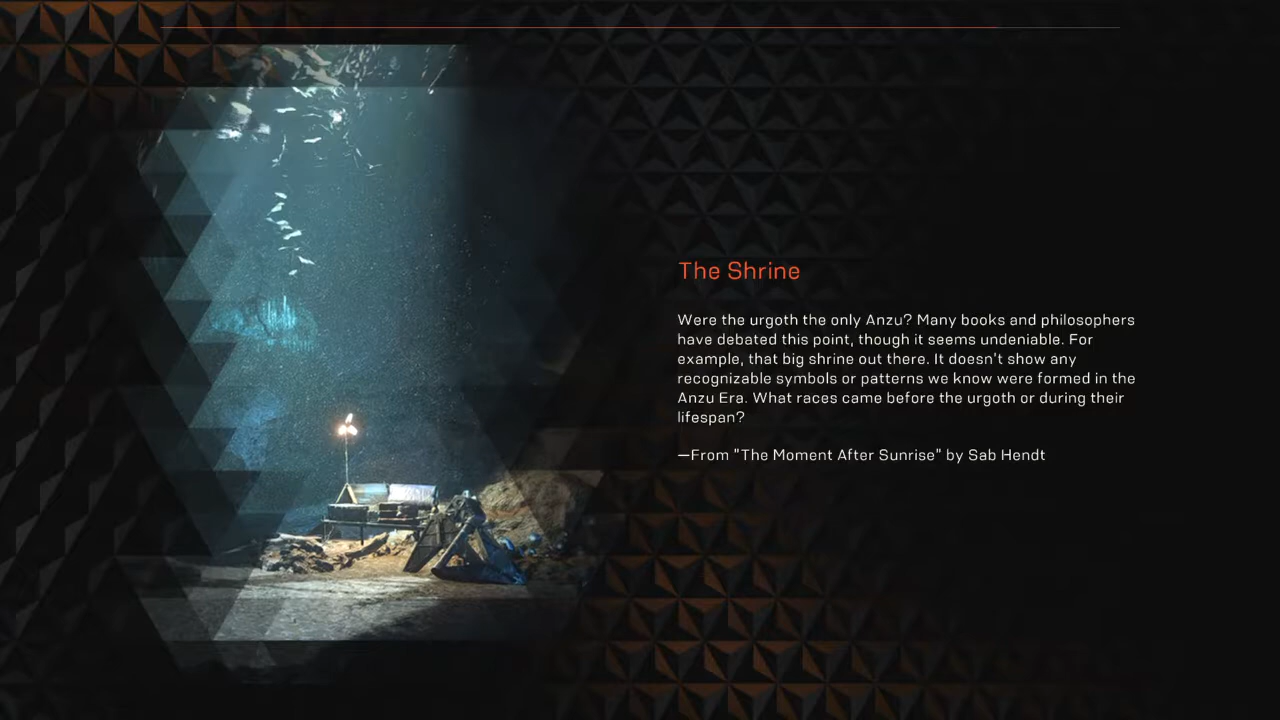 The Shrine
Were the urgoth the only Anzu? Many books and philosophers
have debated this point, though it seems undeniable. For
example, that big shrine out there. It doesn't show any
recognizable symbols or patterns we know were formed in the
Anzu Era. What races came before the urgoth or during their
lifespan?
—From "The Moment After Sunrise" by Sab Hendt